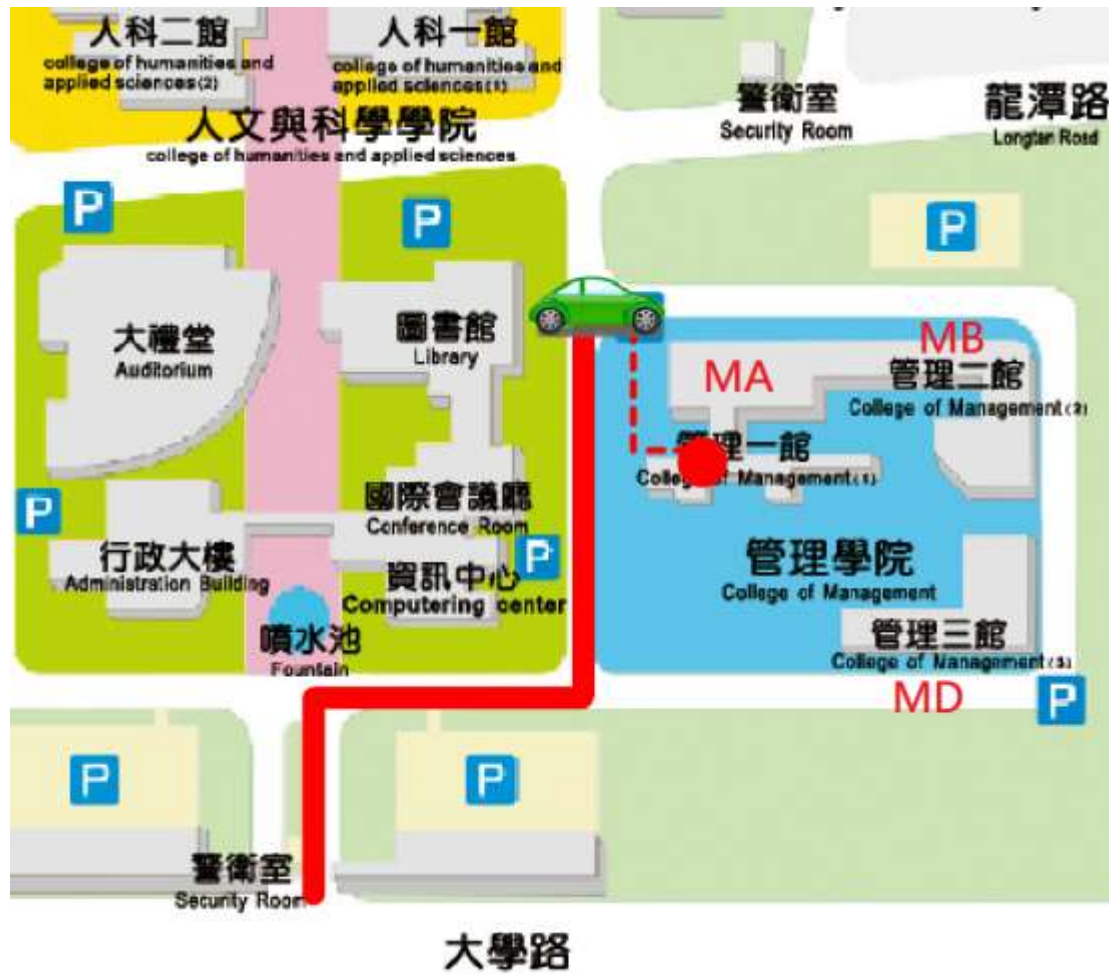 人科二館
college of humanities and
applied sciences(2)
人科一館
college of humanities and
applied sciences(1)
人文與科學學院
college of humanities and applied sciences
警衛室
Security Room
龍潭路
Longtan Road
P
P
P
大禮堂
Auditorium
圖書館
Library
MA
MB
管理二館
College of Management(2)
管理一館
College of Management(1)
P
國際會議廳
Conference Room
行政大樓
Administration Building
P
資訊中心
Computering center
管理學院
College of Management
噴水池
Fountain
管理三館
College of Management(3)
MD
P
P
P
警衛室
Security Room
大學路